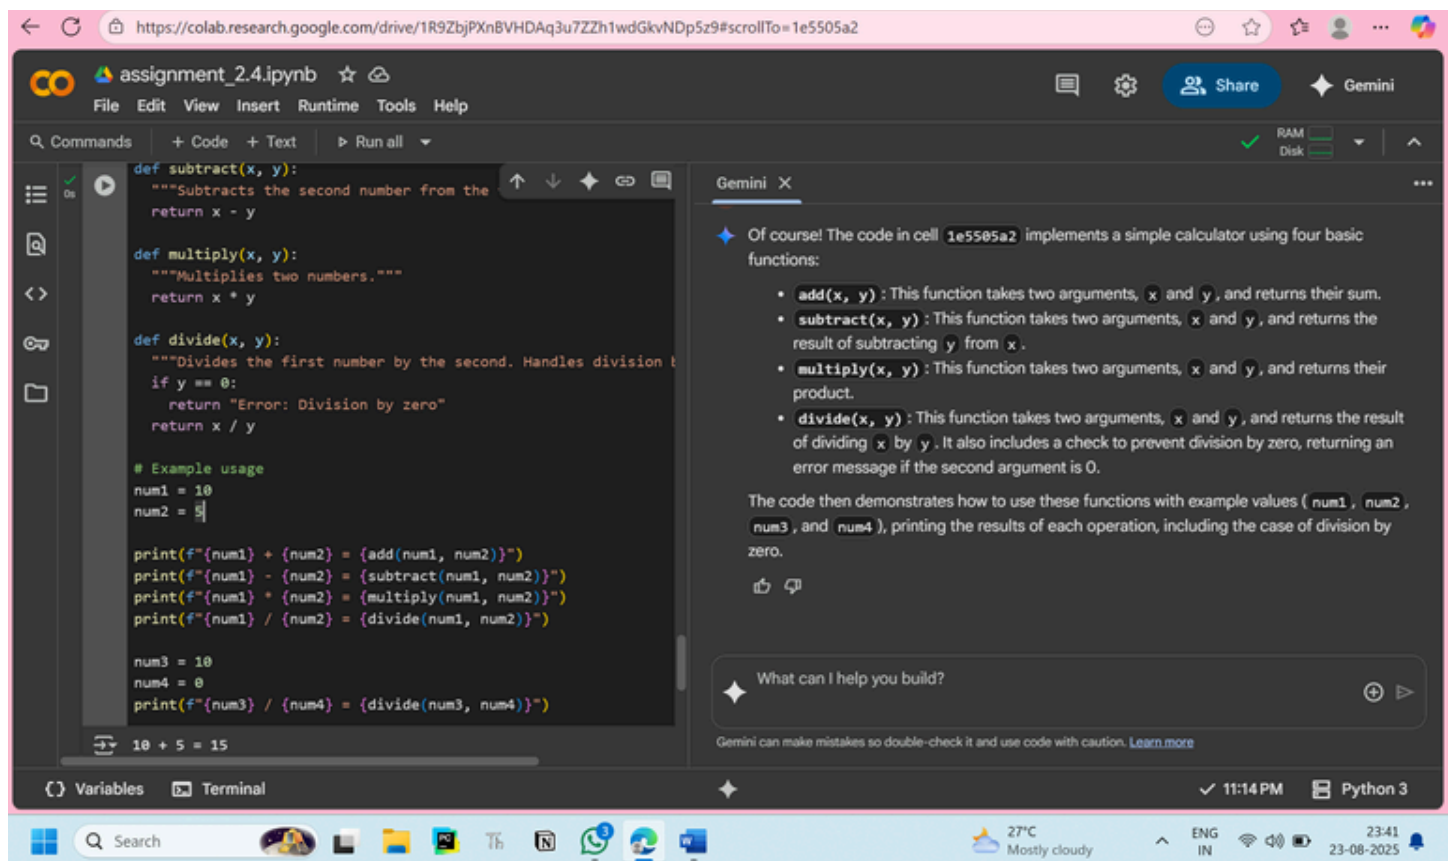 https://colab.research.google.com/drive/1R9ZbjPXnBVHDAq3u7ZZh1wdGkvNDp5z9#scrollTo=1e5505a2
assignment_2.4.ipynb
Share
Gemini
File Edit View Insert Runtime Tools Help
Commands + Code + Text Run all
RAM
Disk
0s
def subtract(x, y):
"""Subtracts the second number from the
return x - y
def multiply(x, y):
"""Multiplies two numbers."""
return x * y
def divide(x, y):
"""Divides the first number by the second. Handles division
if y == 0:
return "Error: Division by zero"
return x / y
# Example usage
num1 = 10
num2 = 5
print(f"{num1} + {num2} = {add(num1, num2)}")
print(f"{num1} - {num2} = {subtract(num1, num2)}")
print(f"{num1} * {num2} = {multiply(num1, num2)}")
print(f"{num1} / {num2} = {divide(num1, num2)}")
num3 = 10
num4 = 0
print(f"{num3} / {num4} = {divide(num3, num4)}")
10 + 5 = 15
Gemini
Of course! The code in cell 1e5505a2 implements a simple calculator using four basic
functions:
• add(x, y) : This function takes two arguments, x and y , and returns their sum.
• subtract(x, y) : This function takes two arguments, x and y , and returns the
result of subtracting y from x .
• multiply(x, y) : This function takes two arguments, x and y , and returns their
product.
• divide(x, y) : This function takes two arguments, x and y , and returns the result
of dividing x by y . It also includes a check to prevent division by zero, returning an
error message if the second argument is 0.
The code then demonstrates how to use these functions with example values ( num1 , num2 ,
num3 , and num4 ), printing the results of each operation, including the case of division by
zero.
What can I help you build?
Gemini can make mistakes so double-check it and use code with caution. Learn more
Variables Terminal
11:14 PM Python 3
Search
PC
3
27°C
Mostly cloudy
ENG
IN
23:41
23-08-2025